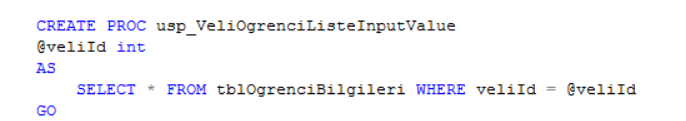 CREATE PROC usp_VeliOgrenciListeInputValue
@veliId int
AS
    SELECT * FROM tblOgrenciBilgileri WHERE veliId = @veliId
GO